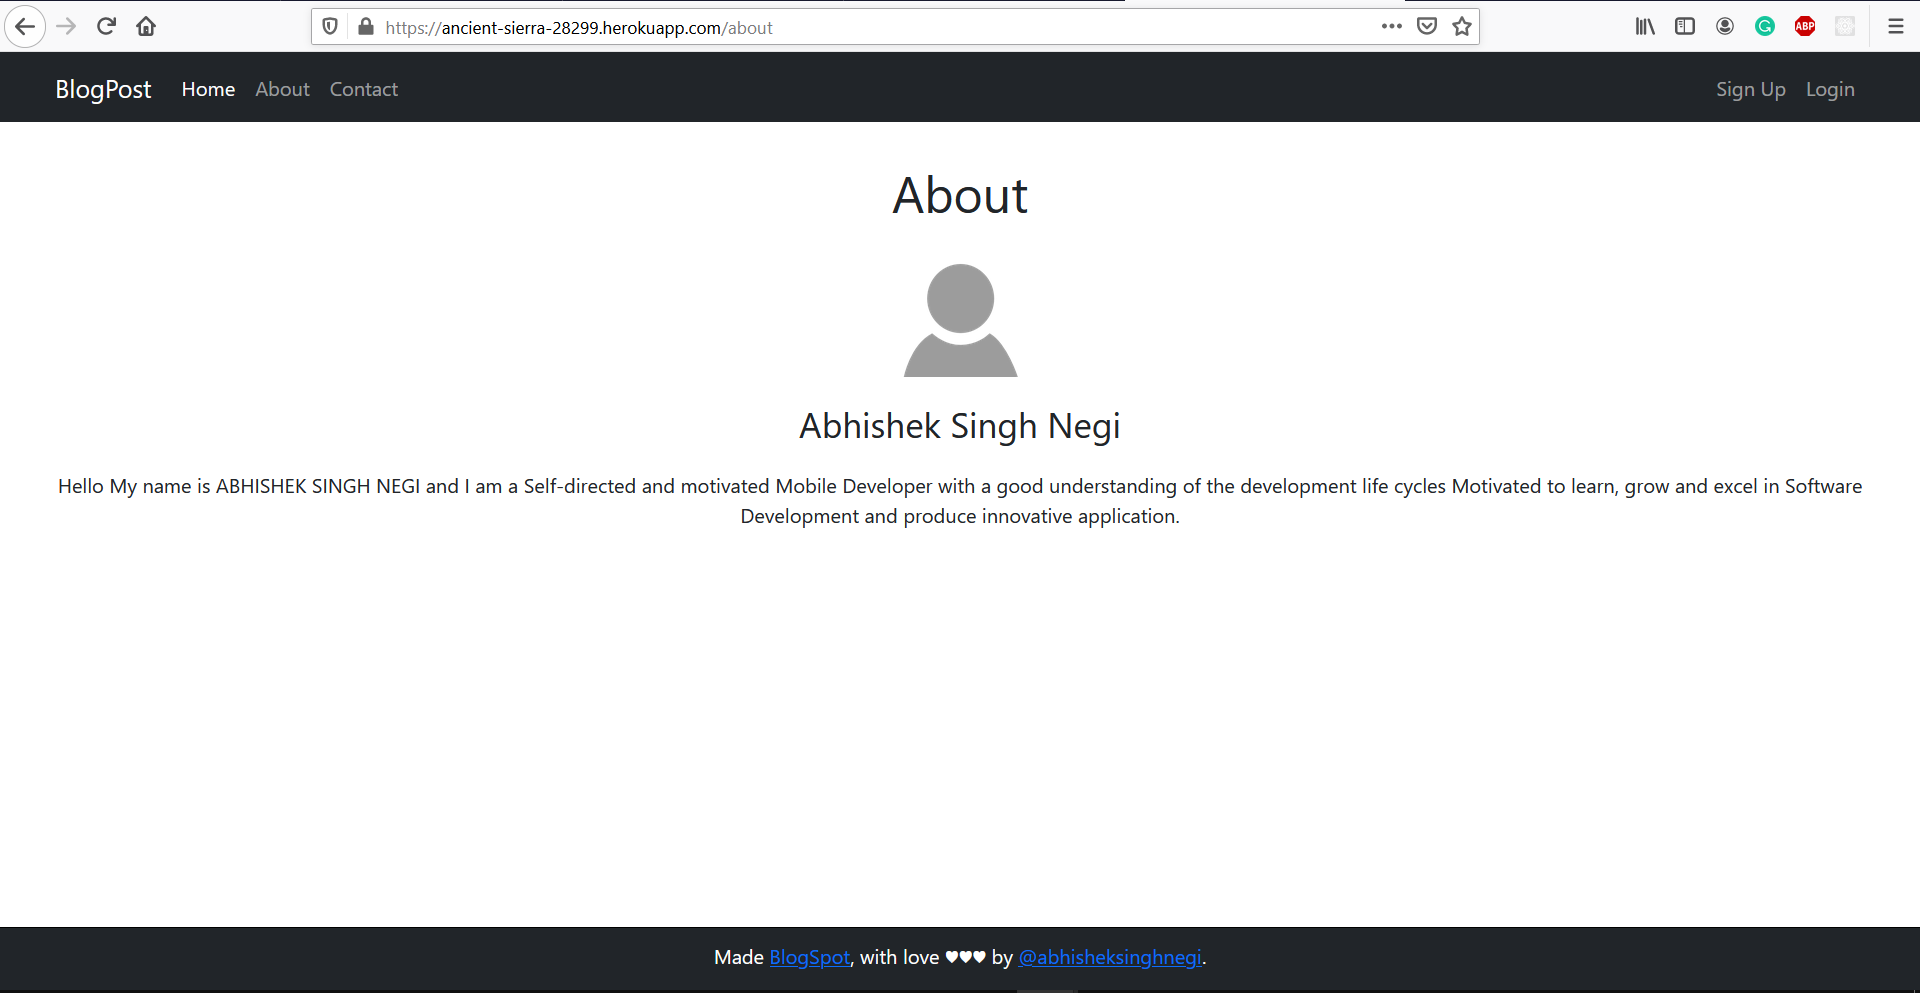 https://ancient-sierra-28299.herokuapp.com/about
ABP
BlogPost Home About Contact Sign Up Login
About
Abhishek Singh Negi
Hello My name is ABHISHEK SINGH NEGI and I am a Self-directed and motivated Mobile Developer with a good understanding of the development life cycles Motivated to learn, grow and excel in Software
Development and produce innovative application.
Made BlogSpot, with love ♥♥♥ by @abhisheksinghnegi.